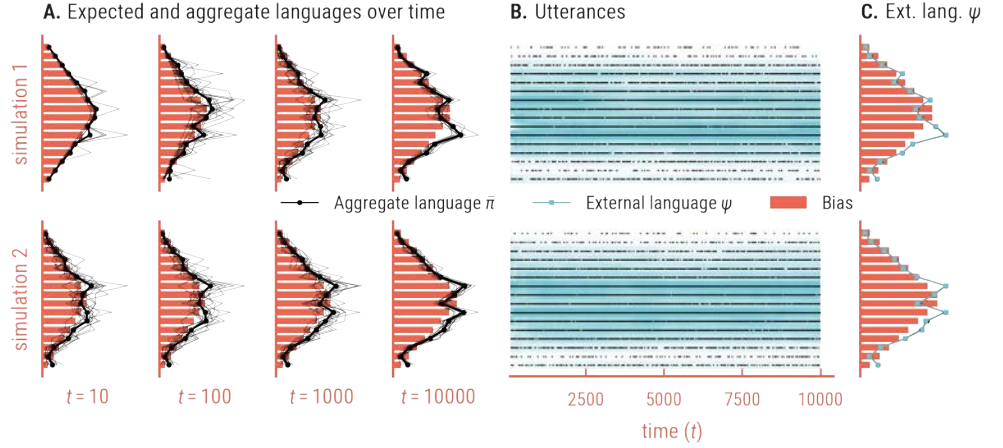 A. Expected and aggregate languages over time
B. Utterances
C. Ext. lang. ψ
simulation 1
Aggregate language π̄
External language ψ
Bias
simulation 2
t = 10
t = 100
t = 1000
t = 10000
2500
5000
7500
10000
time (t)